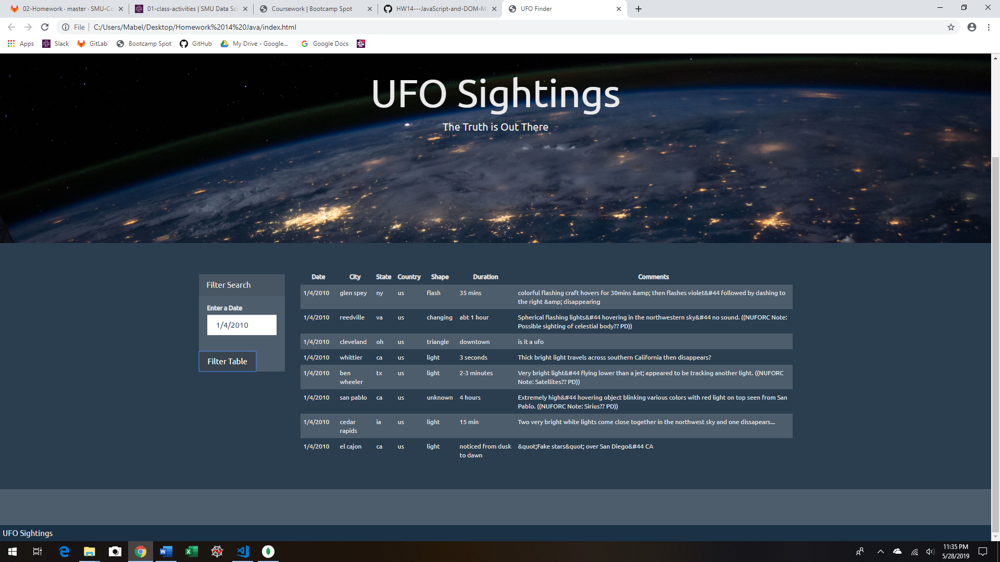 02-Homework · master · SMU-Co
01-class-activities | SMU Data Sci
Coursework | Bootcamp Spot
HW14---JavaScript-and-DOM-M
UFO Finder
File
C:/Users/Mabel/Desktop/Homework%2014%20Java/index.html
Apps
Slack
GitLab
Bootcamp Spot
GitHub
My Drive - Google...
Google Docs
UFO Sightings
The Truth is Out There
Filter Search
Enter a Date
1/4/2010
Filter Table
Date City State Country Shape Duration Comments
1/4/2010 glen spey ny us flash 35 mins colorful flashing craft hovers for 30mins &amp; then flashes violet&#44 followed by dashing to
the right &amp; disappearing
1/4/2010 reedville va us changing abt 1 hour Spherical flashing lights&#44 hovering in the northwestern sky&#44 no sound. ((NUFORC Note:
Possible sighting of celestial body?? PD))
1/4/2010 cleveland oh us triangle downtown is it a ufo
1/4/2010 whittier ca us light 3 seconds Thick bright light travels across southern California then disappears?
1/4/2010 ben tx us light 2-3 minutes Very bright light&#44 flying lower than a jet; appeared to be tracking another light. ((NUFORC
wheeler Note: Satellites?? PD))
1/4/2010 san pablo ca us unknown 4 hours Extremely high&#44 hovering object blinking various colors with red light on top seen from San
Pablo. ((NUFORC Note: Sirius?? PD))
1/4/2010 cedar ia us light 15 min Two very bright white lights come close together in the northwest sky and one dissapears...
rapids
1/4/2010 el cajon ca us light noticed from dusk &quot;Fake stars&quot; over San Diego&#44 CA
to dawn
UFO Sightings
11:35 PM
5/28/2019